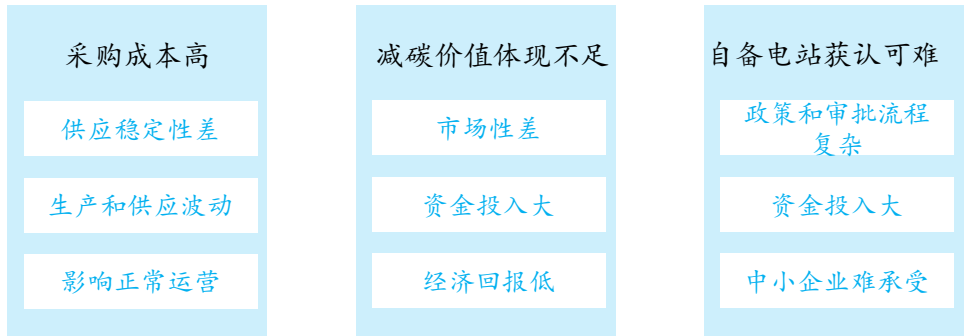 采购成本高
供应稳定性差
生产和供应波动
影响正常运营
减碳价值体现不足
市场性差
资金投入大
经济回报低
自备电站获认可难
政策和审批流程
复杂
资金投入大
中小企业难承受